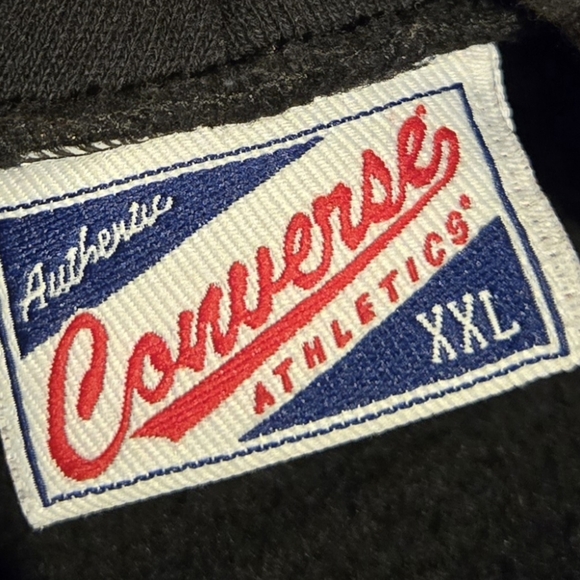 Authentic
Converse
ATHLETICS
XXL